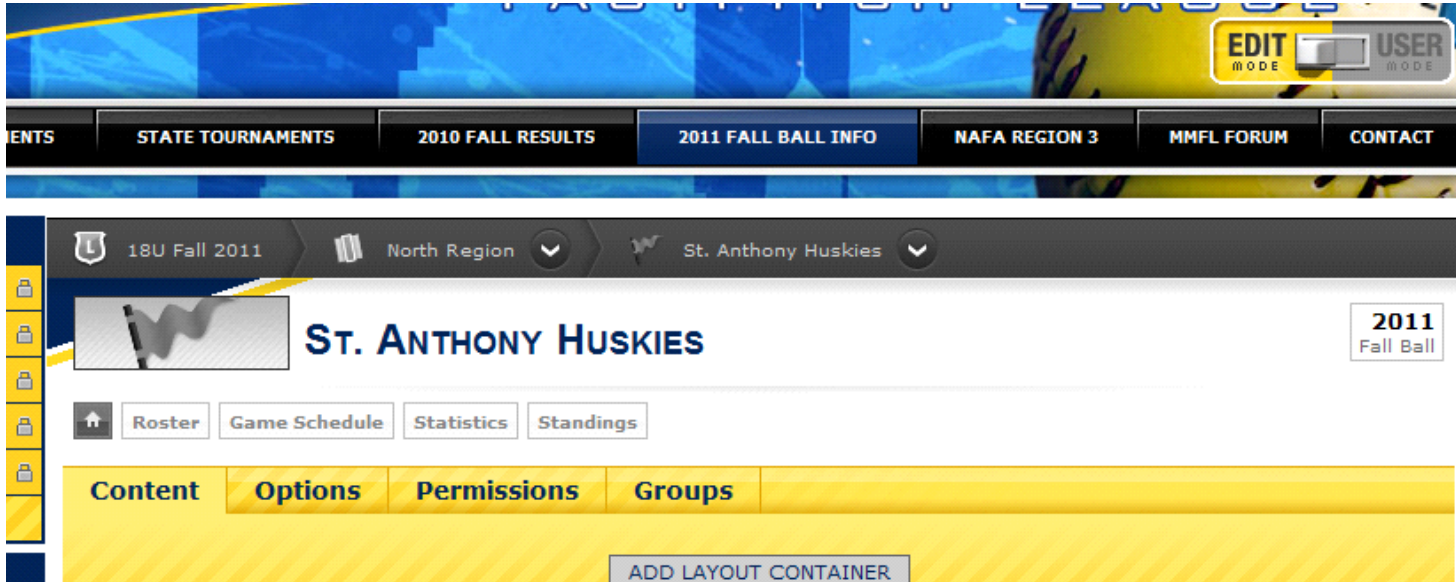 EDIT MODE USER MODE
STATE TOURNAMENTS 2010 FALL RESULTS 2011 FALL BALL INFO NAFA REGION 3 MMFL FORUM CONTACT
L 18U Fall 2011 North Region St. Anthony Huskies
ST. ANTHONY HUSKIES
2011
Fall Ball
Roster Game Schedule Statistics Standings
Content Options Permissions Groups
ADD LAYOUT CONTAINER